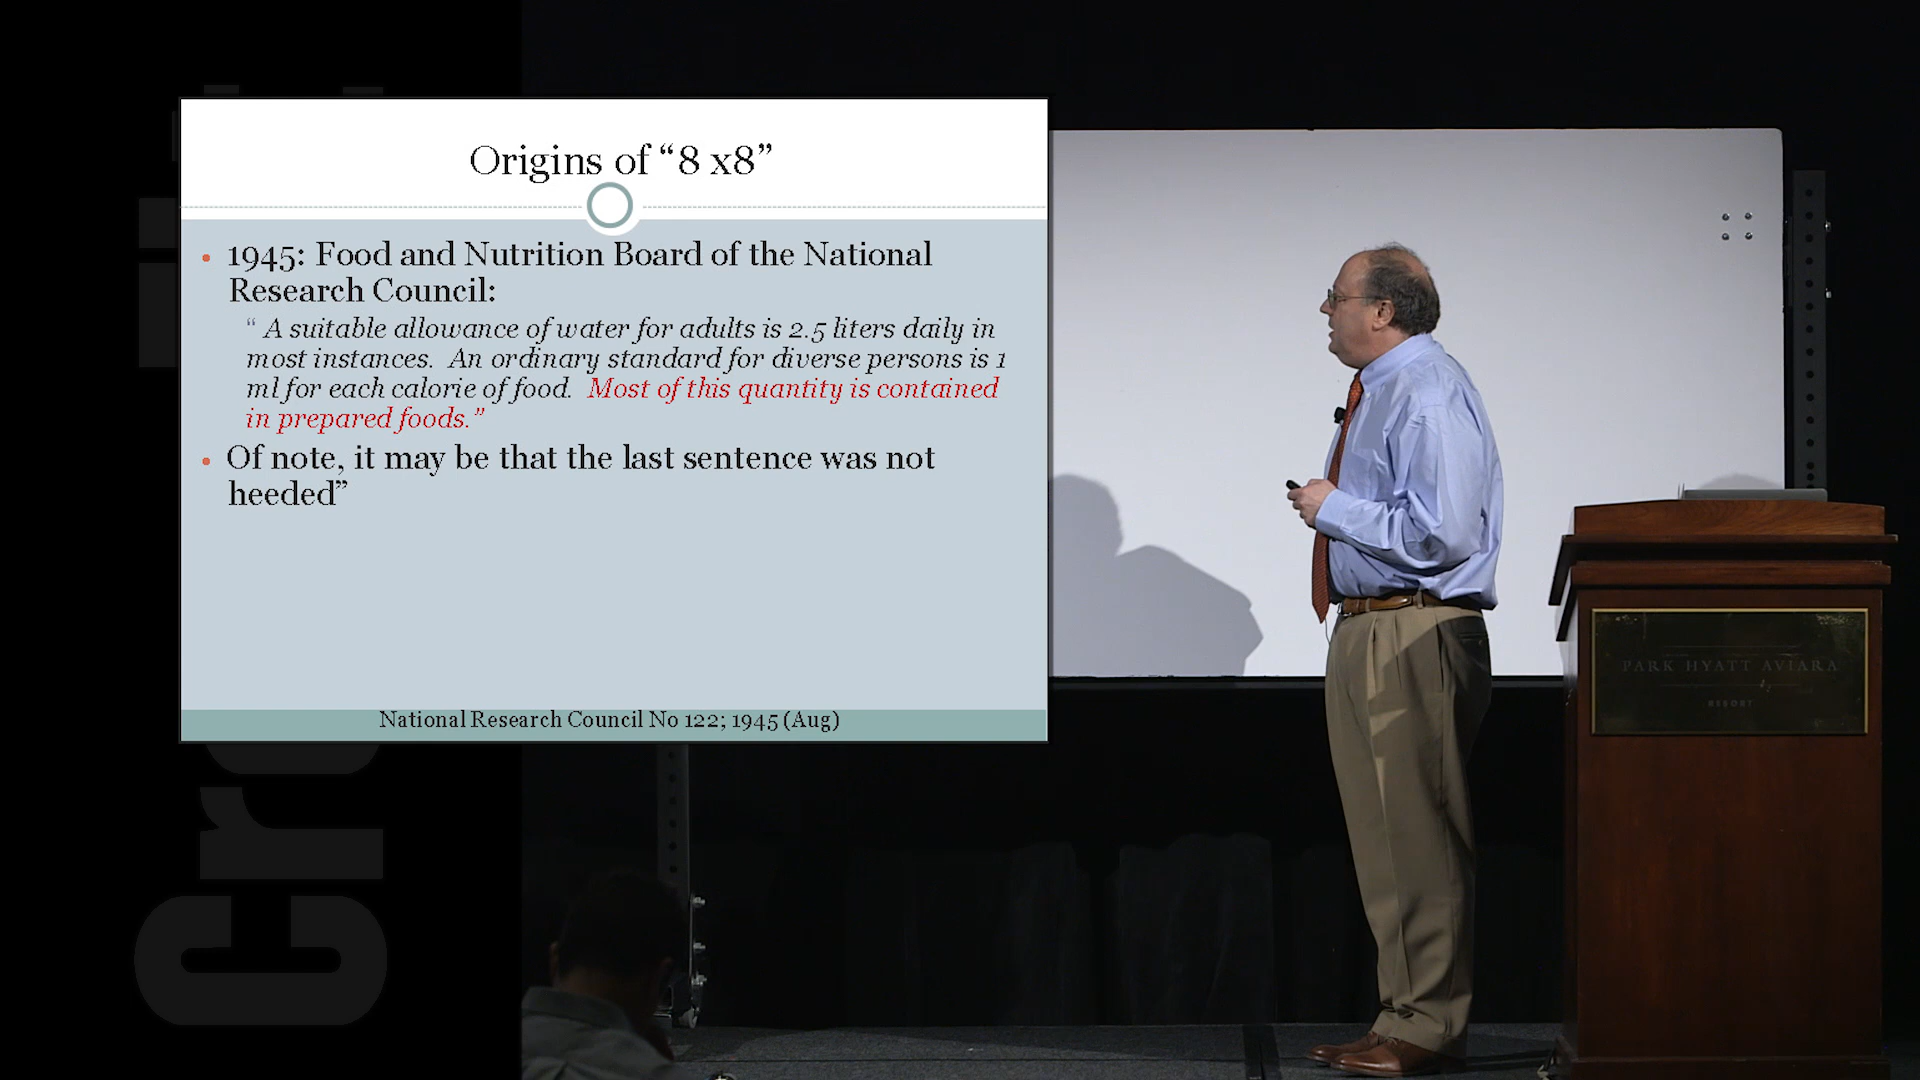 Origins of “8 x8”
• 1945: Food and Nutrition Board of the National
Research Council:
“ A suitable allowance of water for adults is 2.5 liters daily in
most instances.  An ordinary standard for diverse persons is 1
ml for each calorie of food.  Most of this quantity is contained
in prepared foods.”
• Of note, it may be that the last sentence was not
heeded”
National Research Council No 122; 1945 (Aug)
PARK HYATT AVIARA
RESORT